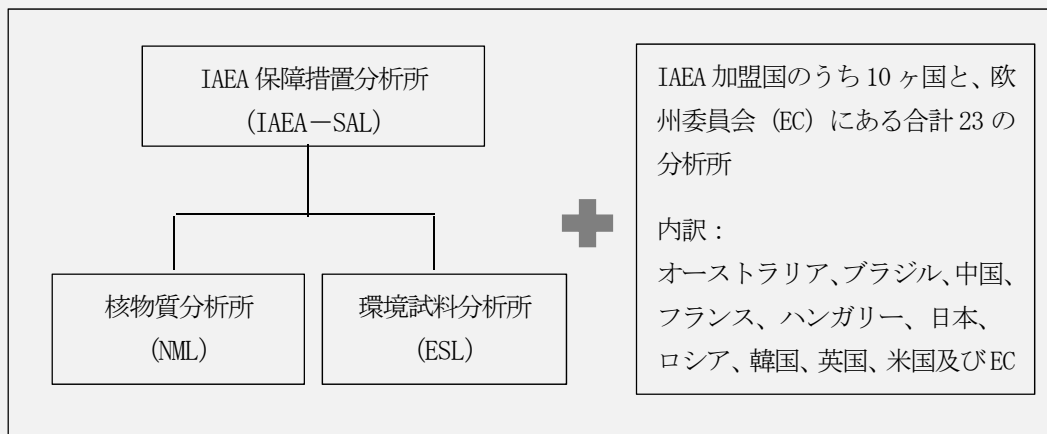 IAEA 保障措置分析所
(IAEA－SAL)
核物質分析所
(NML)
環境試料分析所
(ESL)
IAEA 加盟国のうち 10 ヶ国と、欧
州委員会（EC）にある合計 23 の
分析所
内訳：
オーストラリア、ブラジル、中国、
フランス、ハンガリー、日本、
ロシア、韓国、英国、米国及び EC